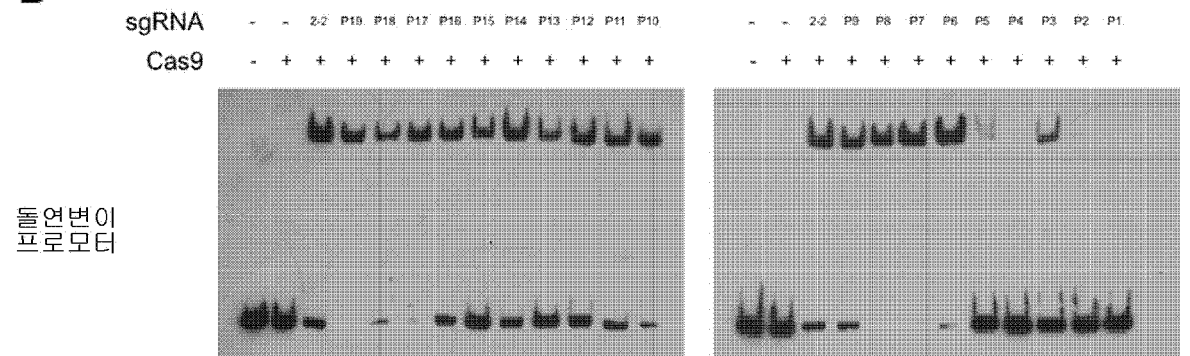 sgRNA - - 2-2 P19 P18 P17 P16 P15 P14 P13 P12 P11 P10 - - 2-2 P9 P8 P7 P6 P5 P4 P3 P2 P1
Cas9 - + + + + + + + + + + + + - + + + + + + + + + + +
돌연변이
프로모터